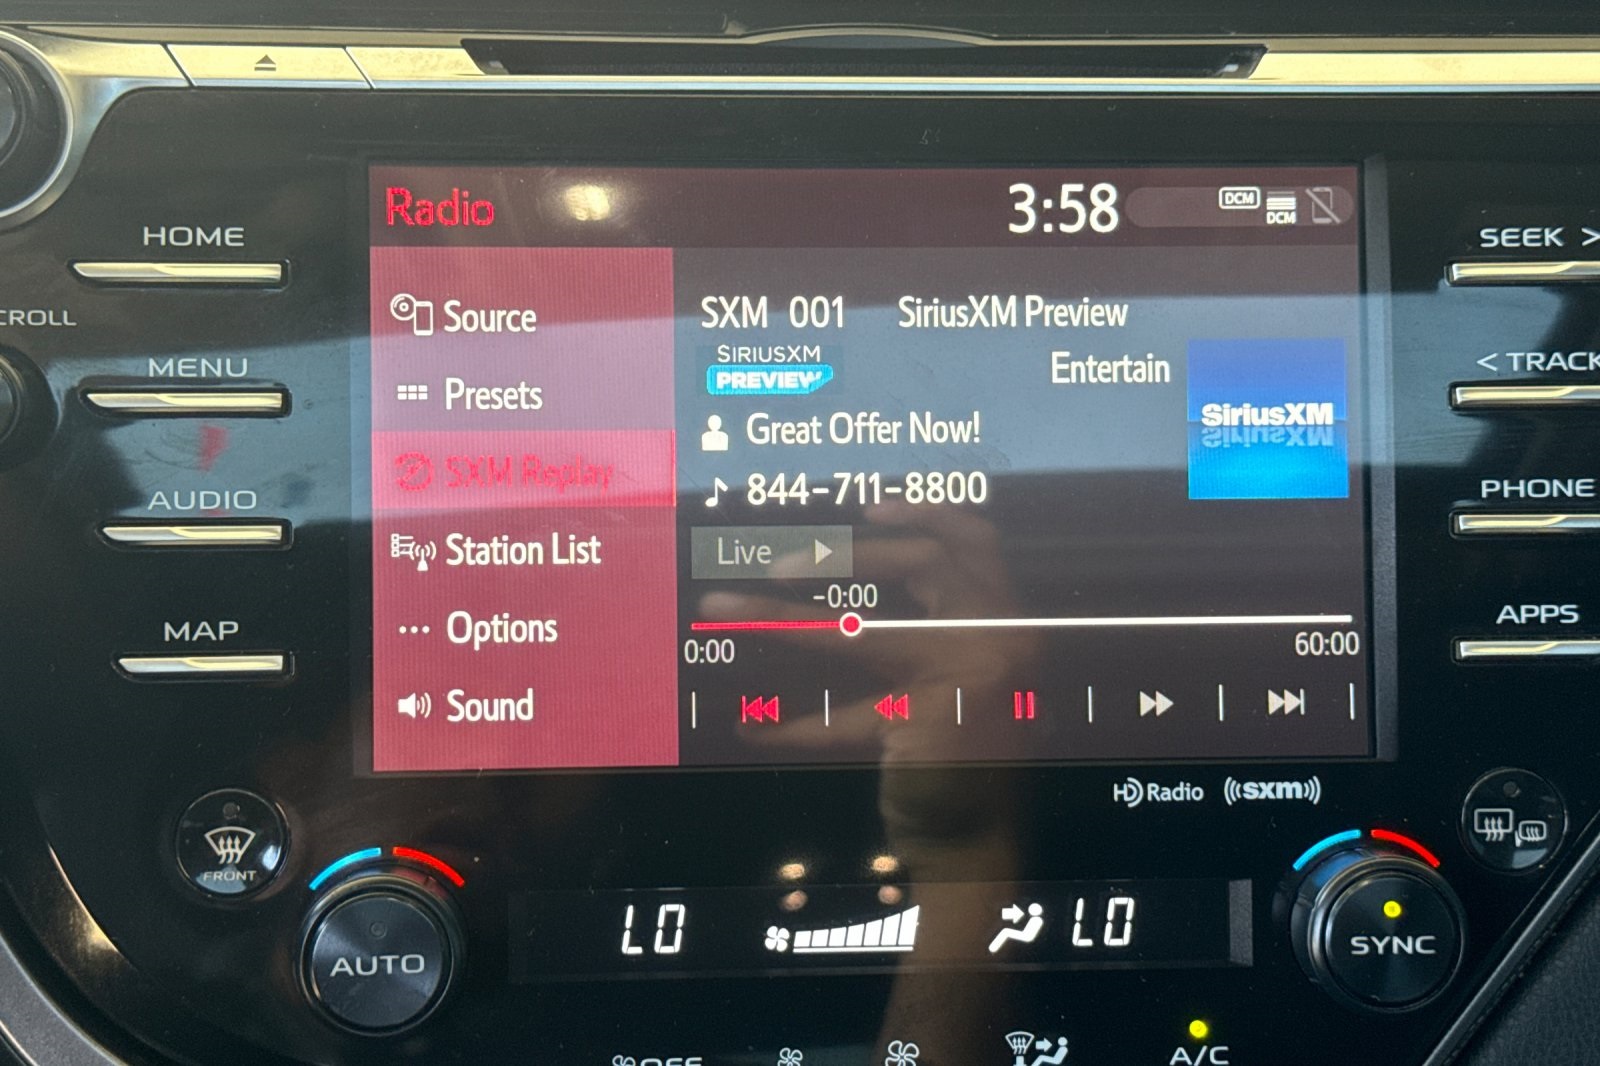 Radio
3:58
DCM
DCM
HOME
MENU
AUDIO
MAP
SEEK >
< TRACK
PHONE
APPS
Source
Presets
SXM Replay
Station List
Options
Sound
SXM 001 SiriusXM Preview
SIRIUSXM
PREVIEW
Entertain
SiriusXM
Great Offer Now!
844-711-8800
Live
-0:00
0:00
60:00
HD Radio
((sxm))
FRONT
AUTO
LO
LO
SYNC
OFF
A/C